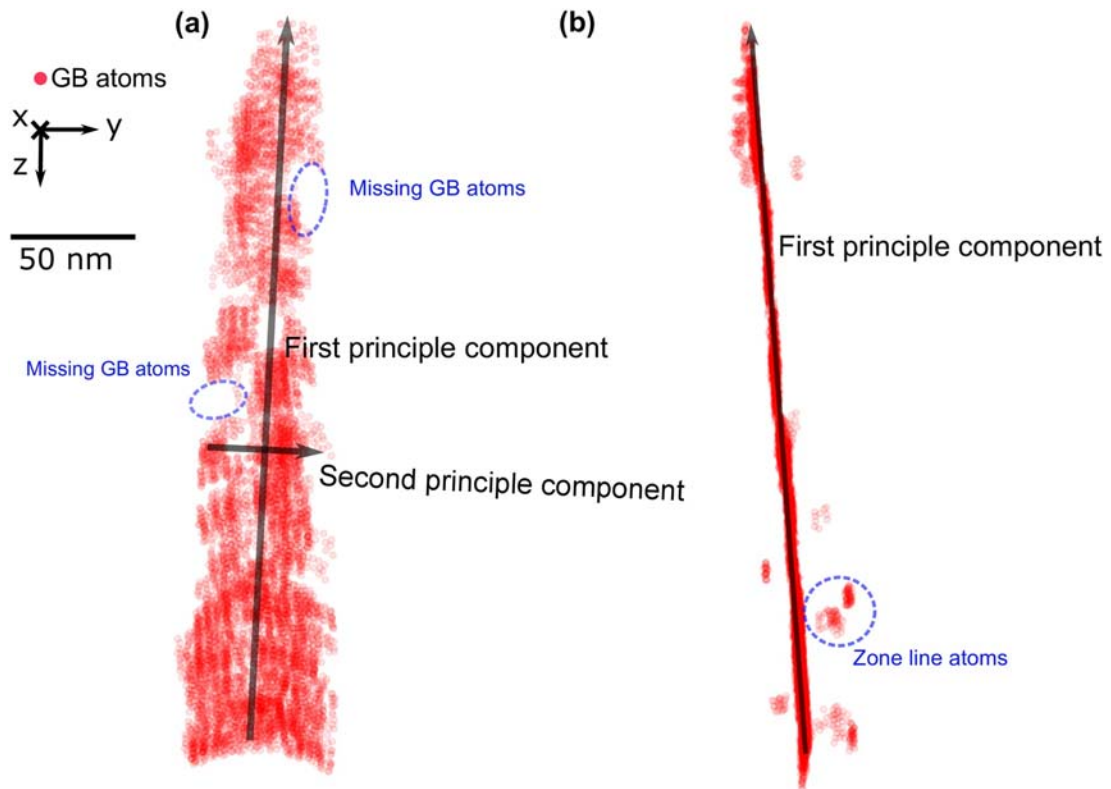 (a)
(b)
GB atoms
x
y
z
50 nm
Missing GB atoms
First principle component
First principle component
Missing GB atoms
Second principle component
Zone line atoms